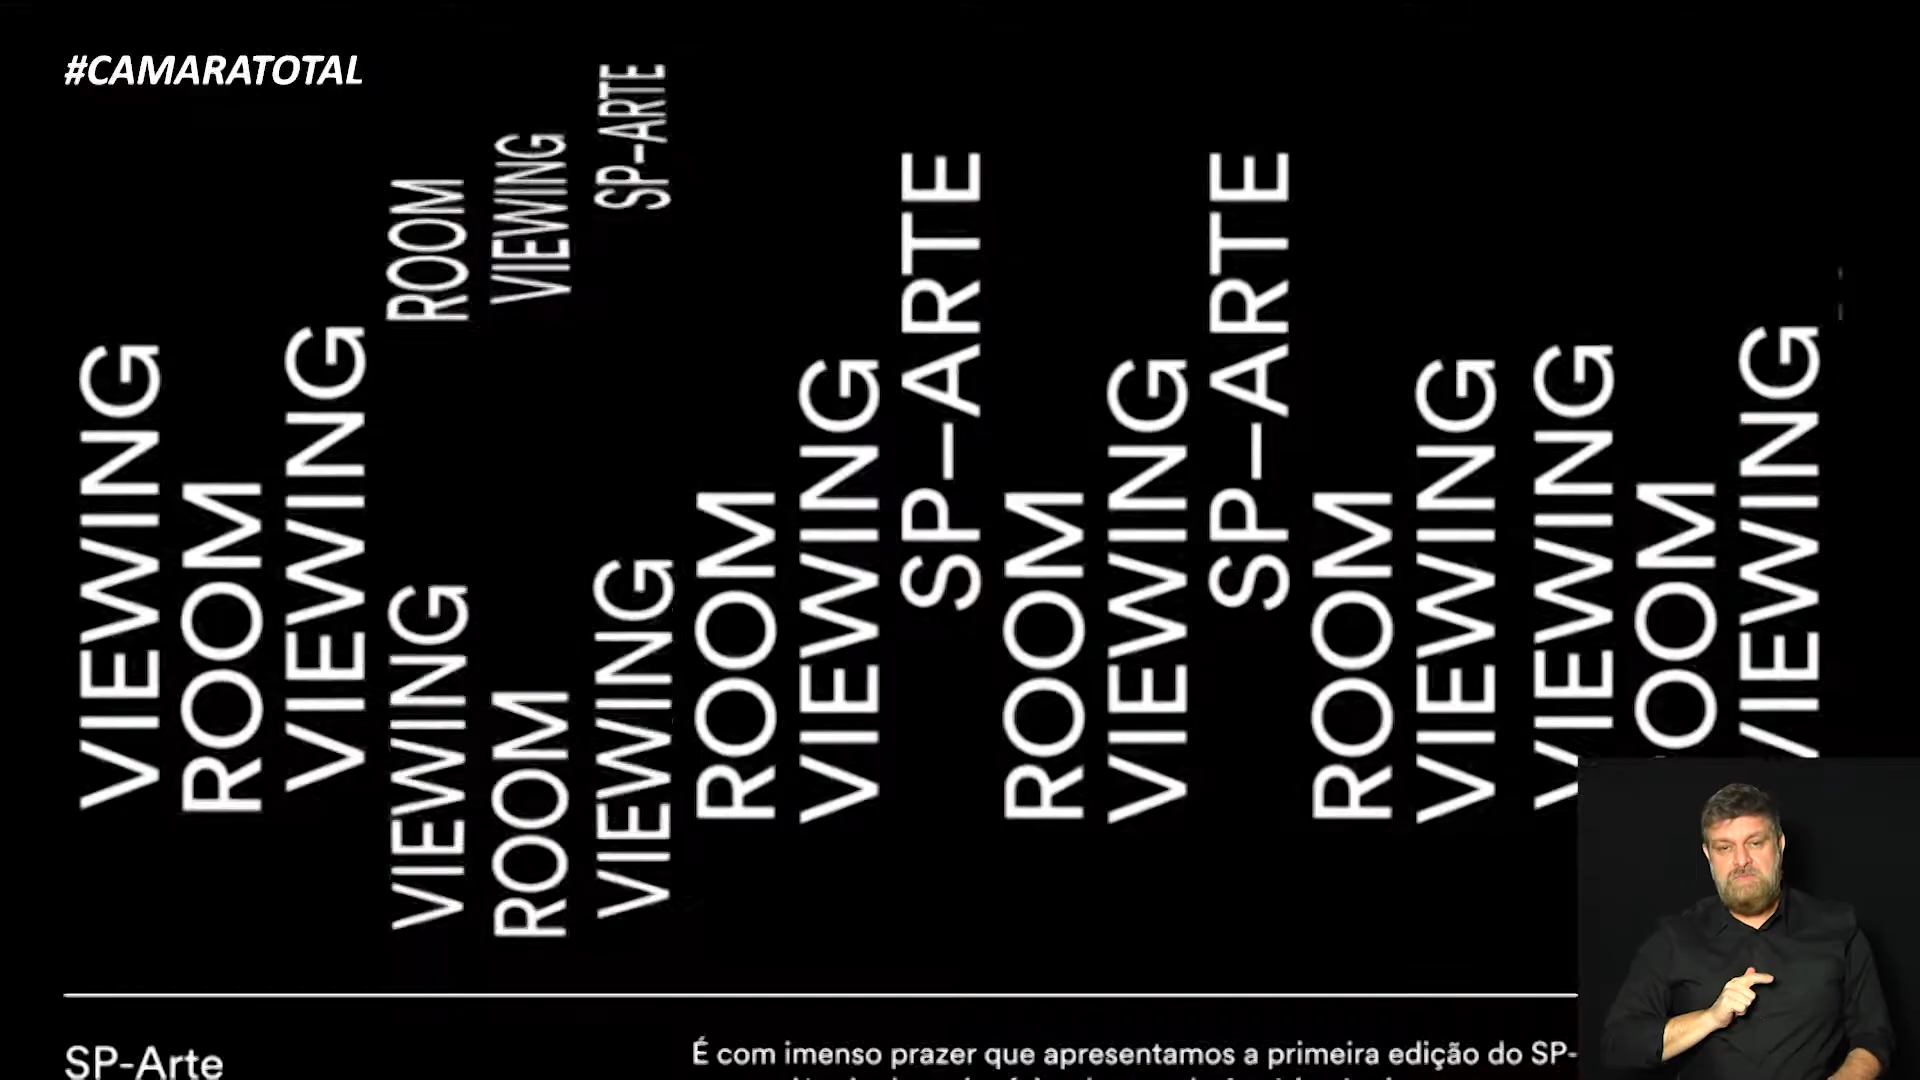 #CAMARATOTAL
VIEWING
ROOM
VIEWING
ROOM
VIEWING
SP–ARTE
VIEWING
ROOM
VIEWING
ROOM
VIEWING
SP–ARTE
ROOM
VIEWING
SP–ARTE
ROOM
VIEWING
VIEWING
OOM
VIEWING
SP-Arte
É com imenso prazer que apresentamos a primeira edição do SP-